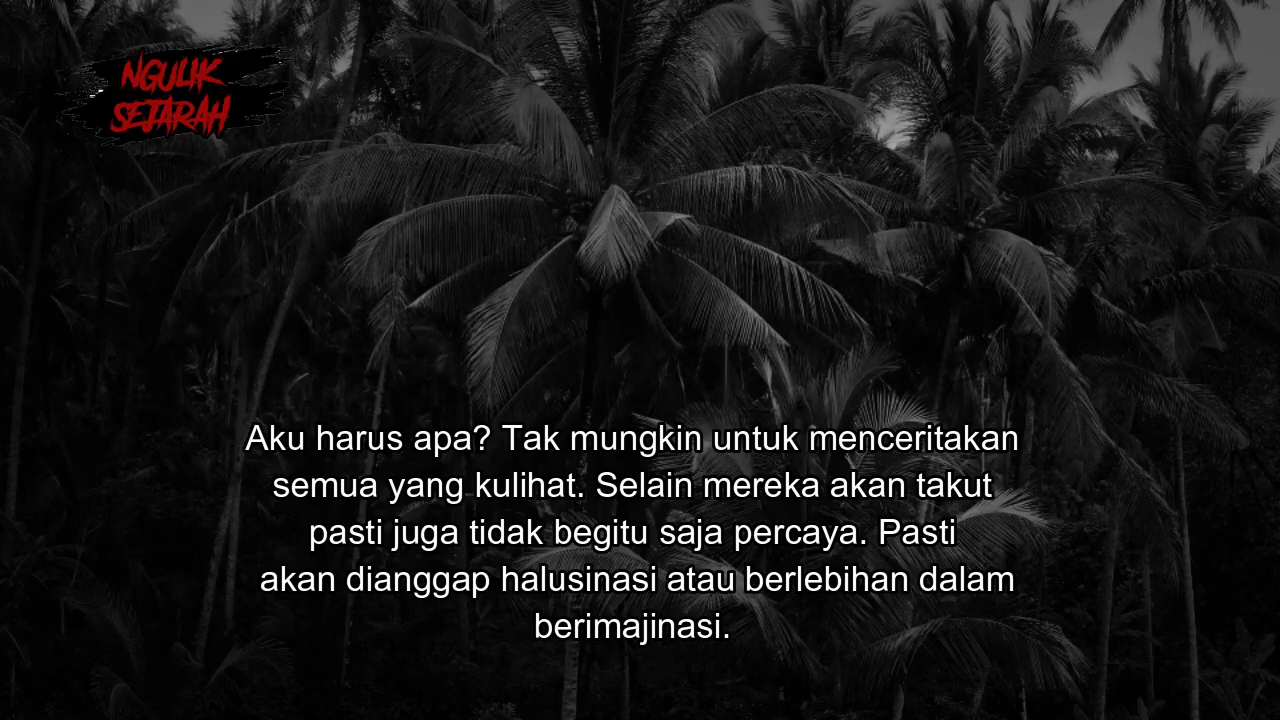 NGULIK
SEJARAH
Aku harus apa? Tak mungkin untuk menceritakan
semua yang kulihat. Selain mereka akan takut
pasti juga tidak begitu saja percaya. Pasti
akan dianggap halusinasi atau berlebihan dalam
berimajinasi.